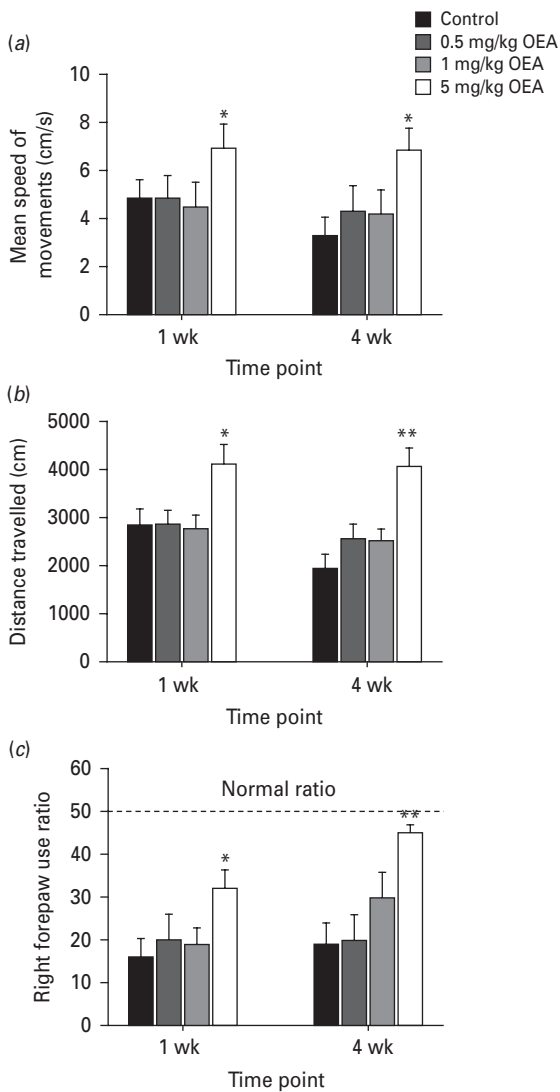 Control
0.5 mg/kg OEA
1 mg/kg OEA
5 mg/kg OEA
(a)
10
8
6
4
2
0
Mean speed of
movements (cm/s)
*
*
1 wk
4 wk
Time point
(b)
5000
4000
3000
2000
1000
0
Distance travelled (cm)
*
**
1 wk
4 wk
Time point
(c)
60
50
40
30
20
10
0
Right forepaw use ratio
Normal ratio
*
**
1 wk
4 wk
Time point